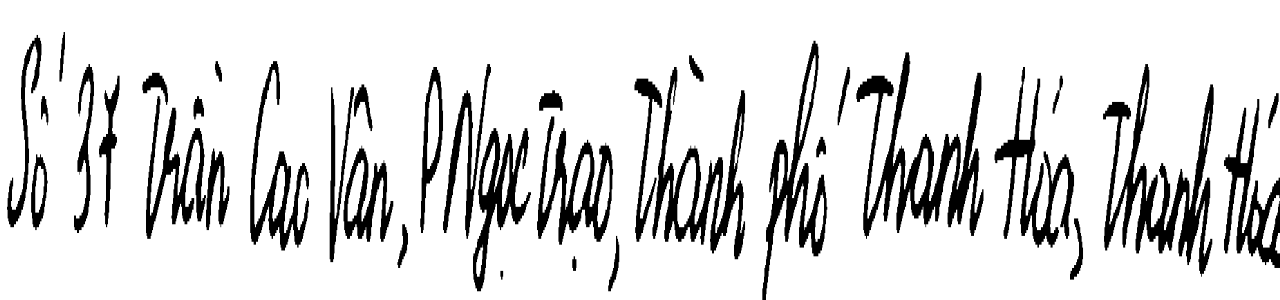 Số 37 Trần Cao Vân, P Ngọc Trạo, Thành phố Thanh Hóa, Thanh Hóa